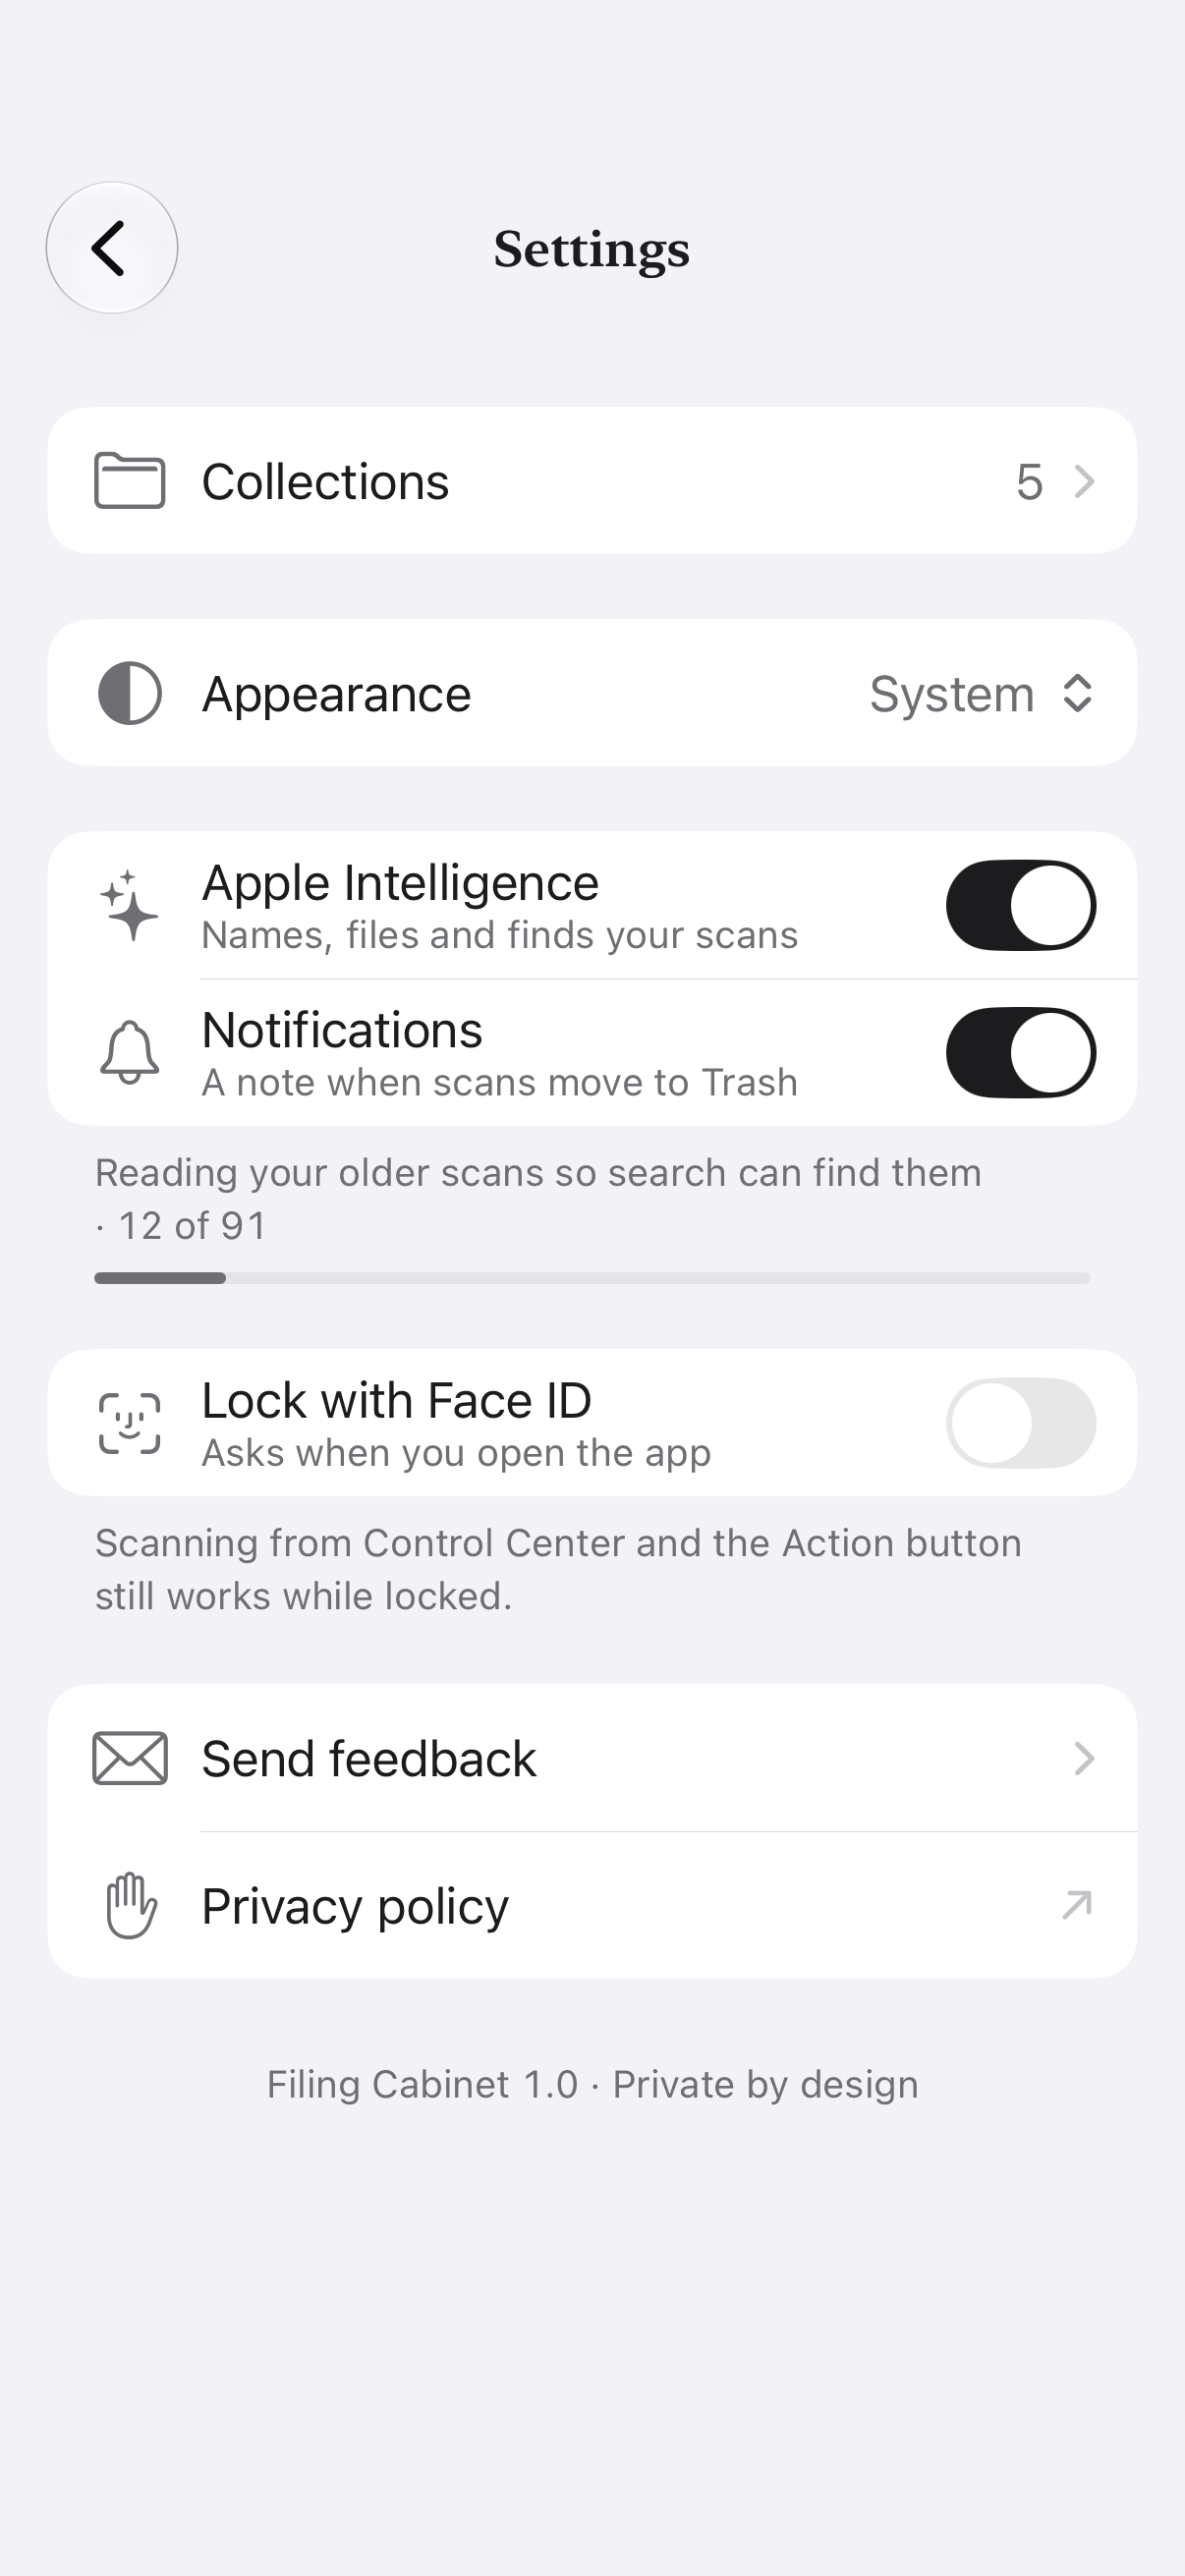 Settings
Collections
5
Appearance
System
Apple Intelligence
Names, files and finds your scans
Notifications
A note when scans move to Trash
Reading your older scans so search can find them
· 12 of 91
Lock with Face ID
Asks when you open the app
Scanning from Control Center and the Action button
still works while locked.
Send feedback
Privacy policy
Filing Cabinet 1.0 · Private by design